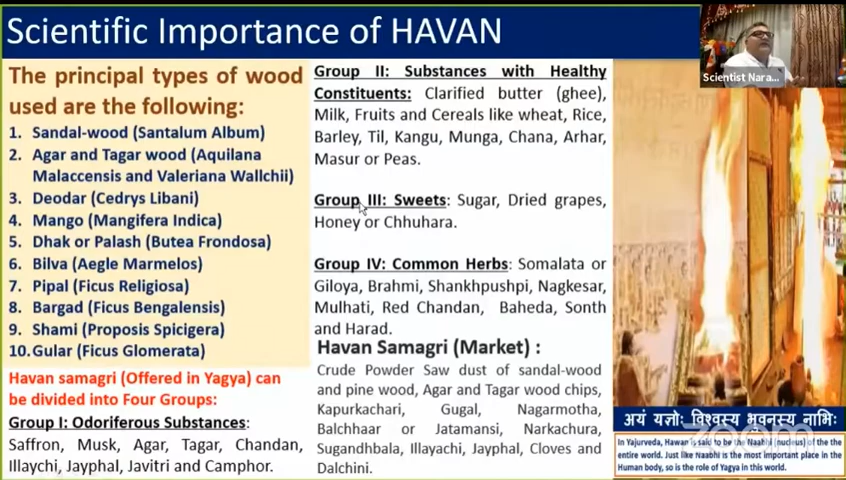 Scientific Importance of HAVAN
Scientist Nara...
The principal types of wood
used are the following:
1. Sandal-wood (Santalum Album)
2. Agar and Tagar wood (Aquilana
Malaccensis and Valeriana Wallchii)
3. Deodar (Cedrys Libani)
4. Mango (Mangifera Indica)
5. Dhak or Palash (Butea Frondosa)
6. Bilva (Aegle Marmelos)
7. Pipal (Ficus Religiosa)
8. Bargad (Ficus Bengalensis)
9. Shami (Proposis Spicigera)
10. Gular (Ficus Glomerata)
Havan samagri (Offered in Yagya) can
be divided into Four Groups:
Group I: Odoriferous Substances:
Saffron, Musk, Agar, Tagar, Chandan,
Illaychi, Jayphal, Javitri and Camphor.
Group II: Substances with Healthy
Constituents: Clarified butter (ghee),
Milk, Fruits and Cereals like wheat, Rice,
Barley, Til, Kangu, Munga, Chana, Arhar,
Masur or Peas.
Group III: Sweets: Sugar, Dried grapes,
Honey or Chhuhara.
Group IV: Common Herbs: Somalata or
Giloya, Brahmi, Shankhpushpi, Nagkesar,
Mulhati, Red Chandan, Baheda, Sonth
and Harad.
Havan Samagri (Market) :
Crude Powder Saw dust of sandal-wood
and pine wood, Agar and Tagar wood chips,
Kapurkachari, Gugal, Nagarmotha,
Balchhaar or Jatamansi, Narkachura,
Sugandhbala, Illayachi, Jayphal, Cloves and
Dalchini.
अयं यज्ञोः विश्वस्य भुवनस्य नाभिः
zoom
In Yajurveda, Hawan is said to be the Naabhi (nucleus) of the the
entire world. Just like Naabhi is the most important place in the
Human body, so is the role of Yagya in this world.